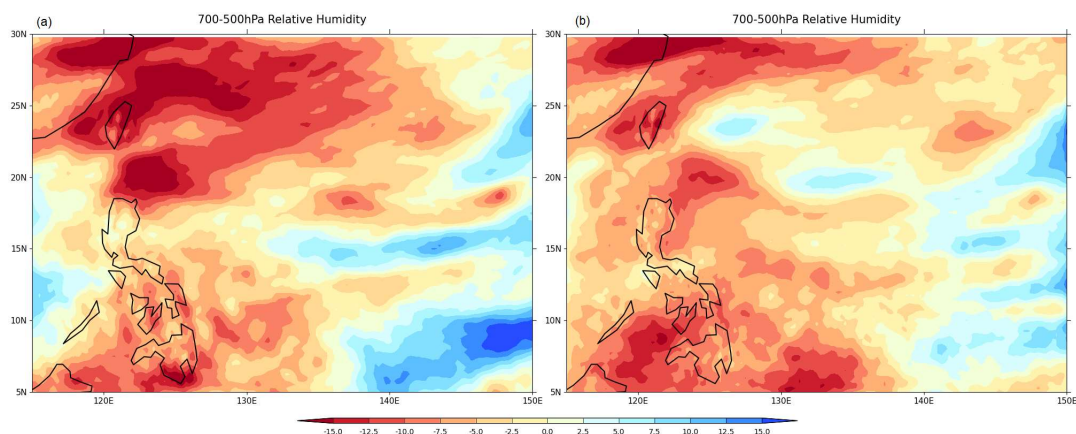 (a)
700-500hPa Relative Humidity
30N
25N
20N
15N
10N
5N
120E
130E
140E
150E
(b)
700-500hPa Relative Humidity
30N
25N
20N
15N
10N
5N
120E
130E
140E
150E
-15.0 -12.5 -10.0 -7.5 -5.0 -2.5 0.0 2.5 5.0 7.5 10.0 12.5 15.0